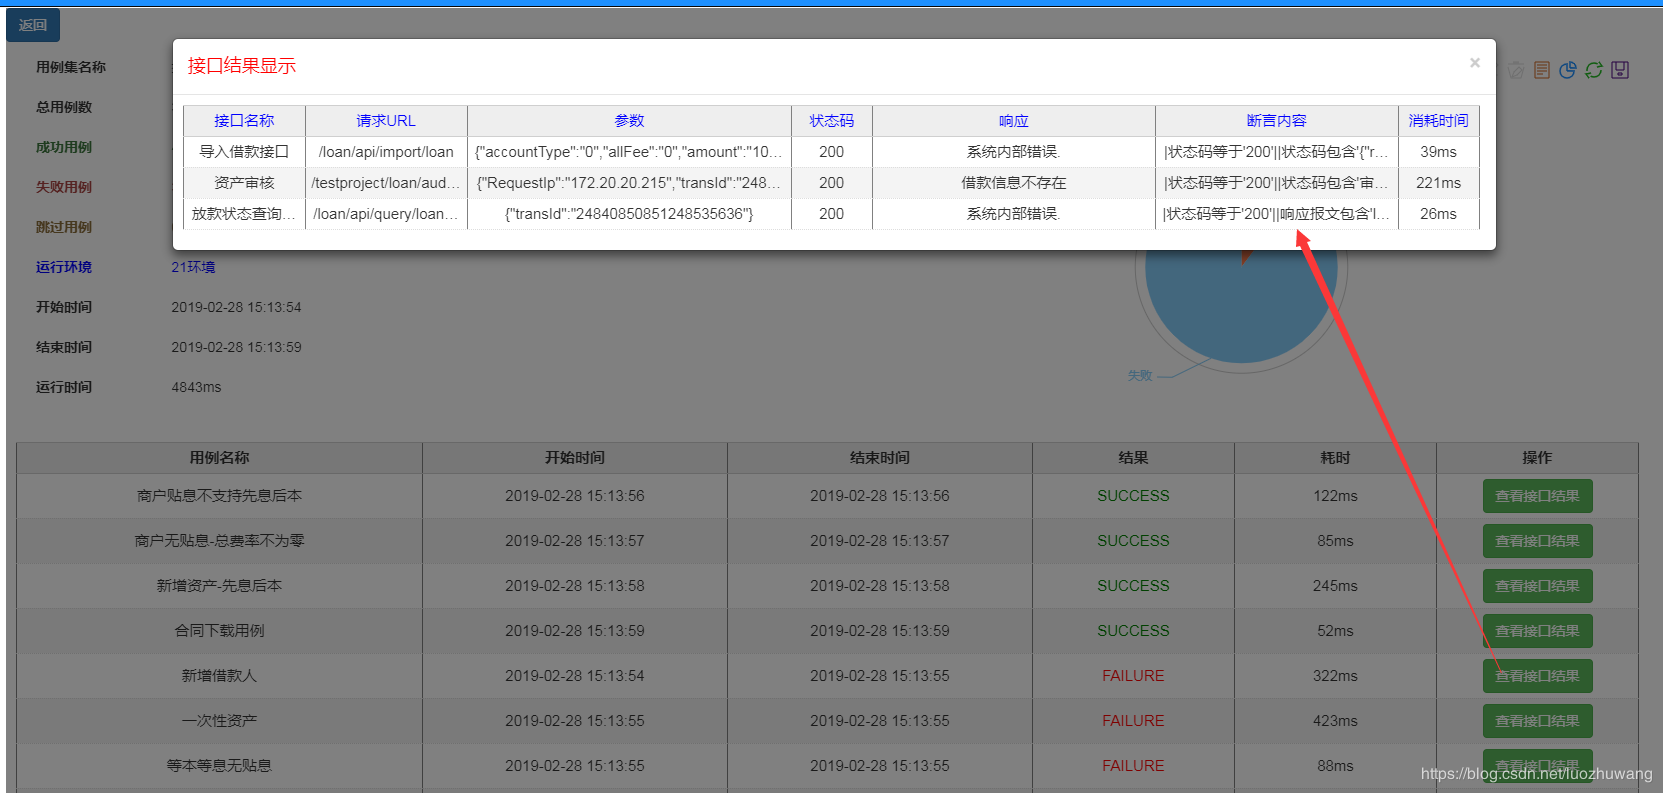 返回
接口结果显示 ×
接口名称 请求URL 参数 状态码 响应 断言内容 消耗时间
导入借款接口 /loan/api/import/loan {"accountType":"0","allFee":"0","amount":"10... 200 系统内部错误. |状态码等于'200'||状态码包含'{"r... 39ms
资产审核 /testproject/loan/aud... {"RequestIp":"172.20.20.215","transId":"248... 200 借款信息不存在 |状态码等于'200'||状态码包含'审... 221ms
放款状态查询... /loan/api/query/loan... {"transId":"24840850851248535636"} 200 系统内部错误. |状态码等于'200'||响应报文包含'I... 26ms
用例集名称
总用例数
成功用例
失败用例
跳过用例
运行环境 21环境
开始时间 2019-02-28 15:13:54
结束时间 2019-02-28 15:13:59
运行时间 4843ms
失败
用例名称 开始时间 结束时间 结果 耗时 操作
商户贴息不支持先息后本 2019-02-28 15:13:56 2019-02-28 15:13:56 SUCCESS 122ms 查看接口结果
商户无贴息-总费率不为零 2019-02-28 15:13:57 2019-02-28 15:13:57 SUCCESS 85ms 查看接口结果
新增资产-先息后本 2019-02-28 15:13:58 2019-02-28 15:13:58 SUCCESS 245ms 查看接口结果
合同下载用例 2019-02-28 15:13:59 2019-02-28 15:13:59 SUCCESS 52ms 查看接口结果
新增借款人 2019-02-28 15:13:54 2019-02-28 15:13:55 FAILURE 322ms 查看接口结果
一次性资产 2019-02-28 15:13:55 2019-02-28 15:13:55 FAILURE 423ms 查看接口结果
等本等息无贴息 2019-02-28 15:13:55 2019-02-28 15:13:55 FAILURE 88ms 查看接口结果
https://blog.csdn.net/luozhuwang